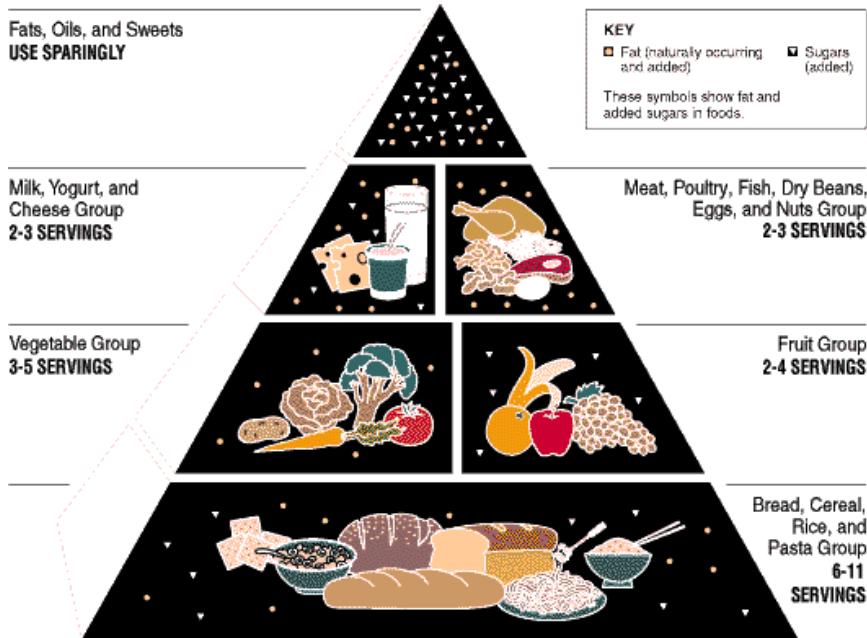 Fats, Oils, and Sweets
USE SPARINGLY
KEY
Fat (naturally occurring
and added)
Sugars
(added)
These symbols show fat and
added sugars in foods.
Milk, Yogurt, and
Cheese Group
2-3 SERVINGS
Meat, Poultry, Fish, Dry Beans,
Eggs, and Nuts Group
2-3 SERVINGS
Vegetable Group
3-5 SERVINGS
Fruit Group
2-4 SERVINGS
Bread, Cereal,
Rice, and
Pasta Group
6-11
SERVINGS